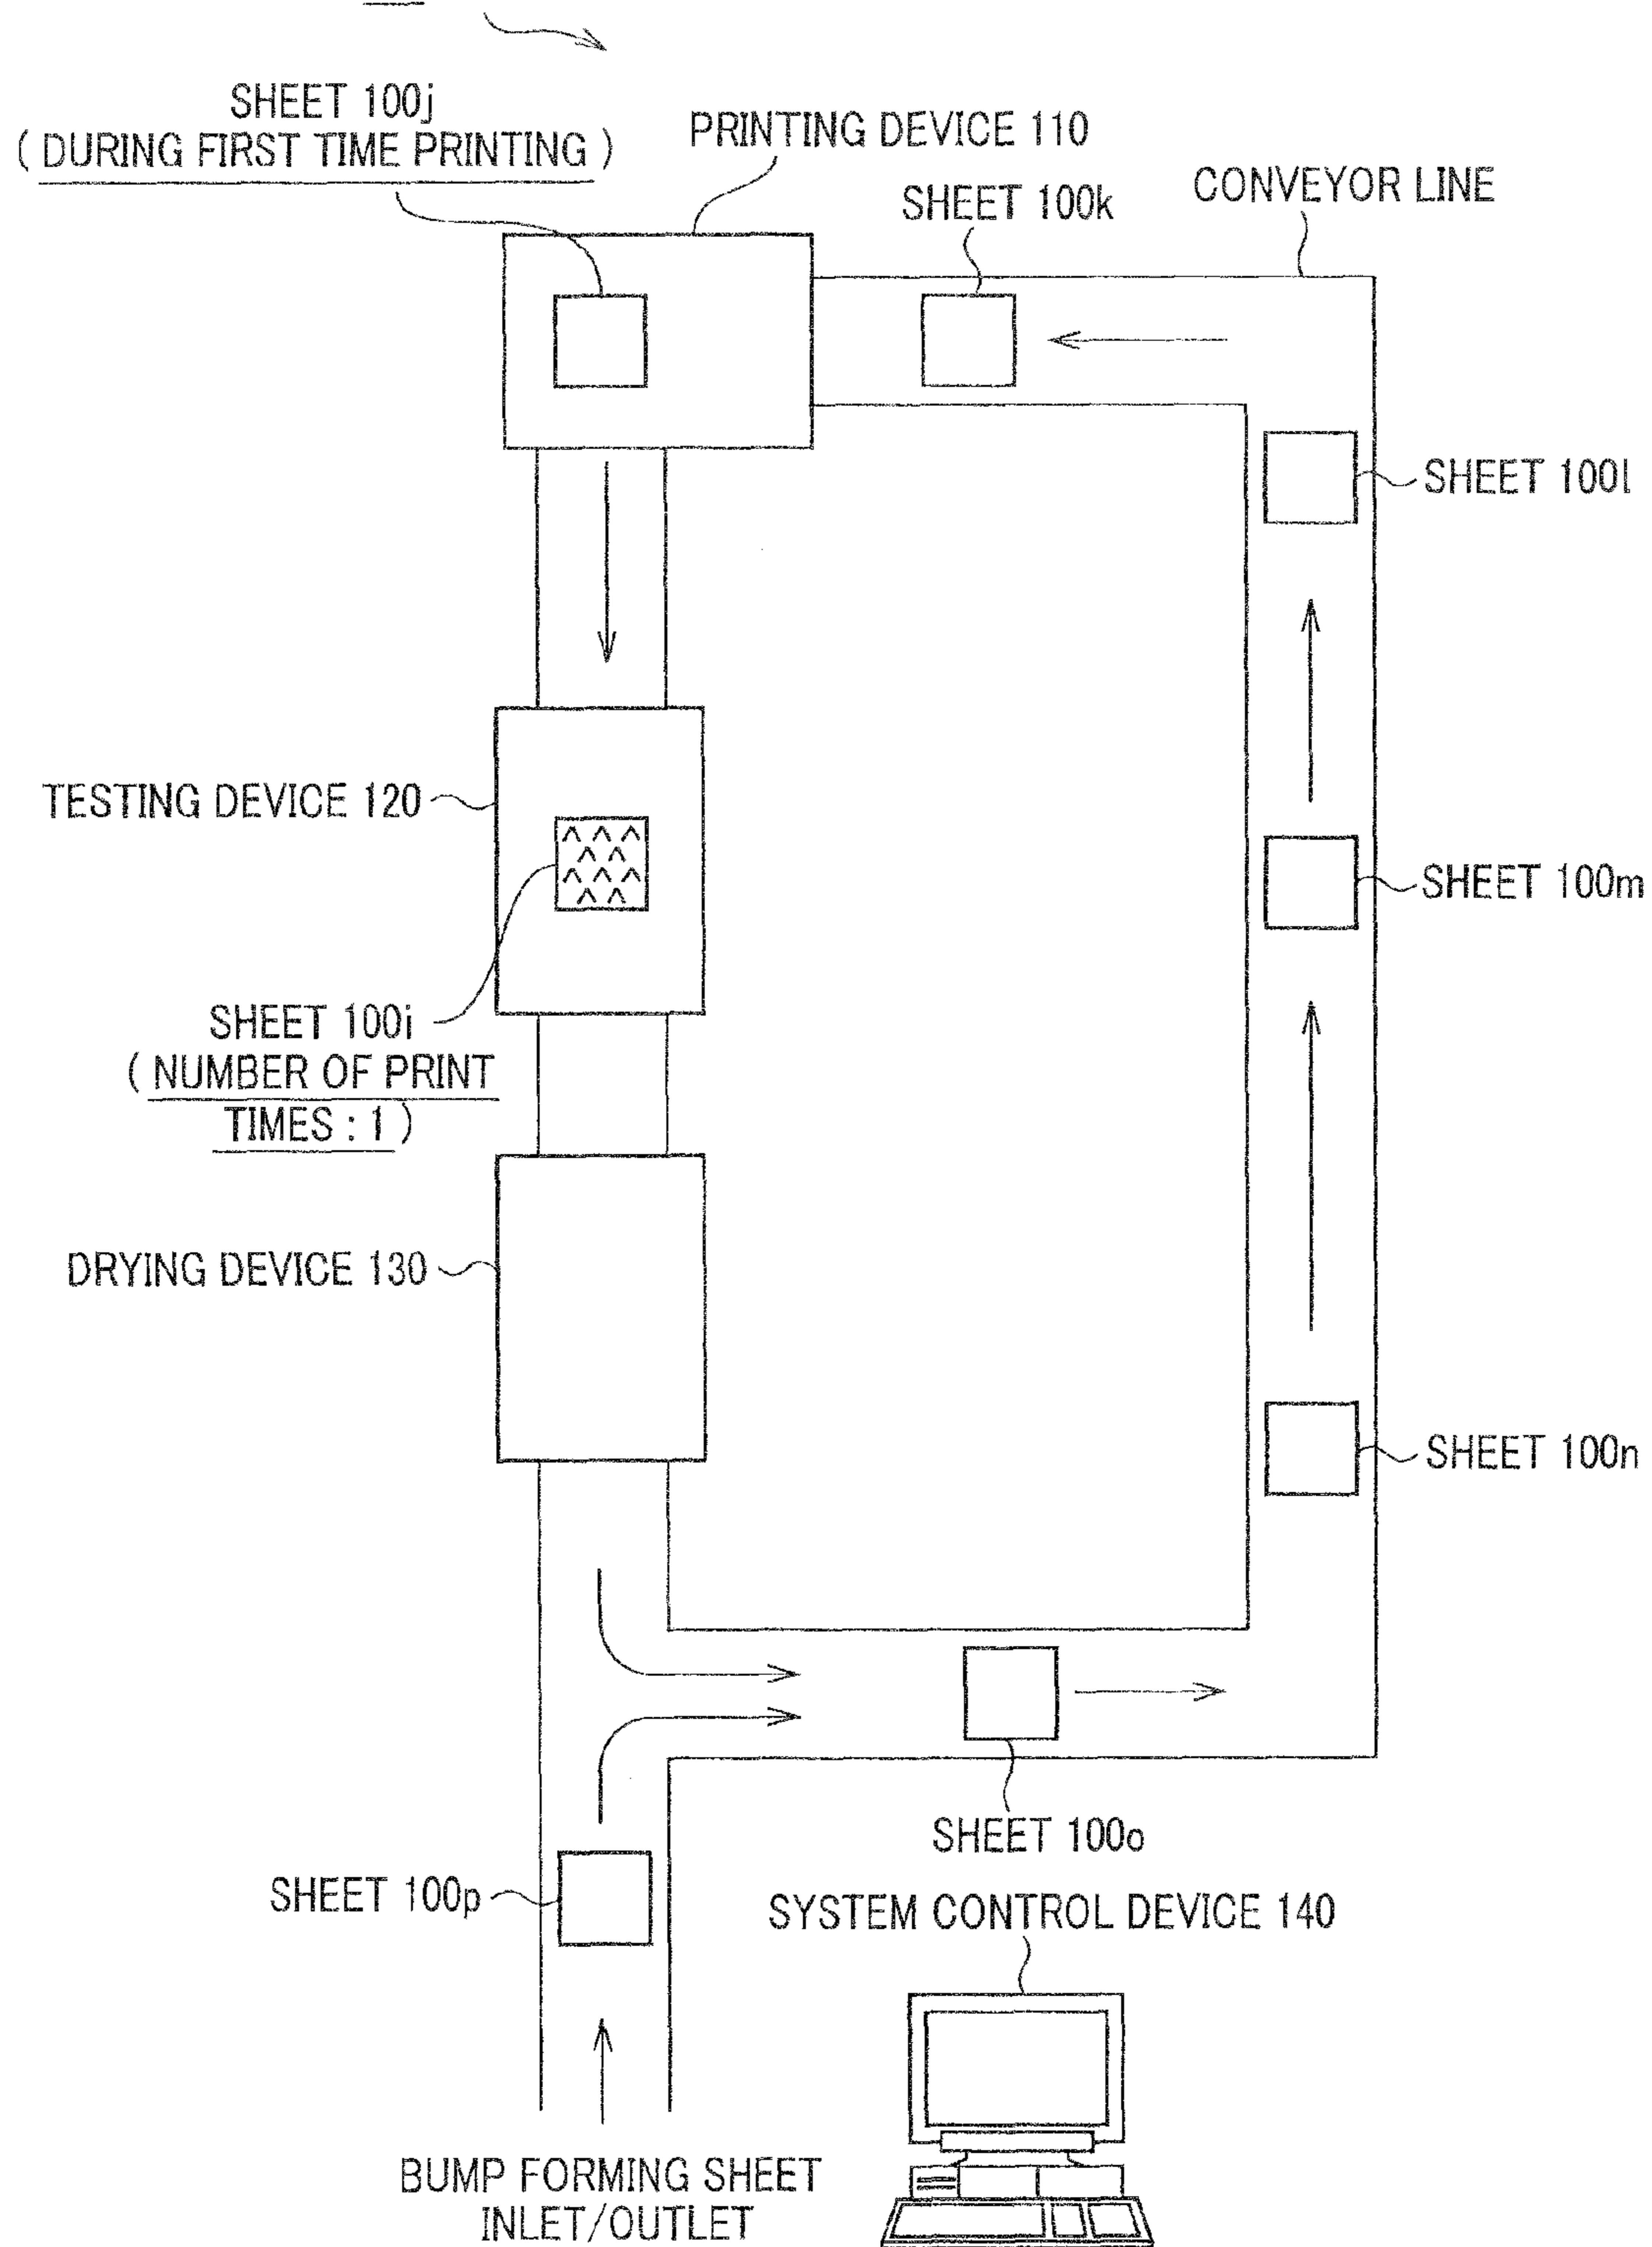 SHEET 100j
( DURING FIRST TIME PRINTING )
PRINTING DEVICE 110
SHEET 100k
CONVEYOR LINE
SHEET 100l
TESTING DEVICE 120
SHEET 100m
SHEET 100i
( NUMBER OF PRINT
TIMES : 1 )
DRYING DEVICE 130
SHEET 100n
SHEET 100o
SHEET 100p
SYSTEM CONTROL DEVICE 140
BUMP FORMING SHEET
INLET/OUTLET